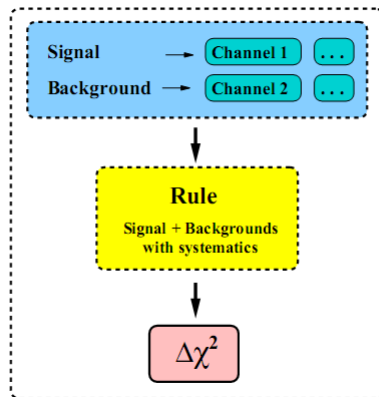 Signal → Channel 1 ...
Background → Channel 2 ...
Rule
Signal + Backgrounds
with systematics
Δχ²